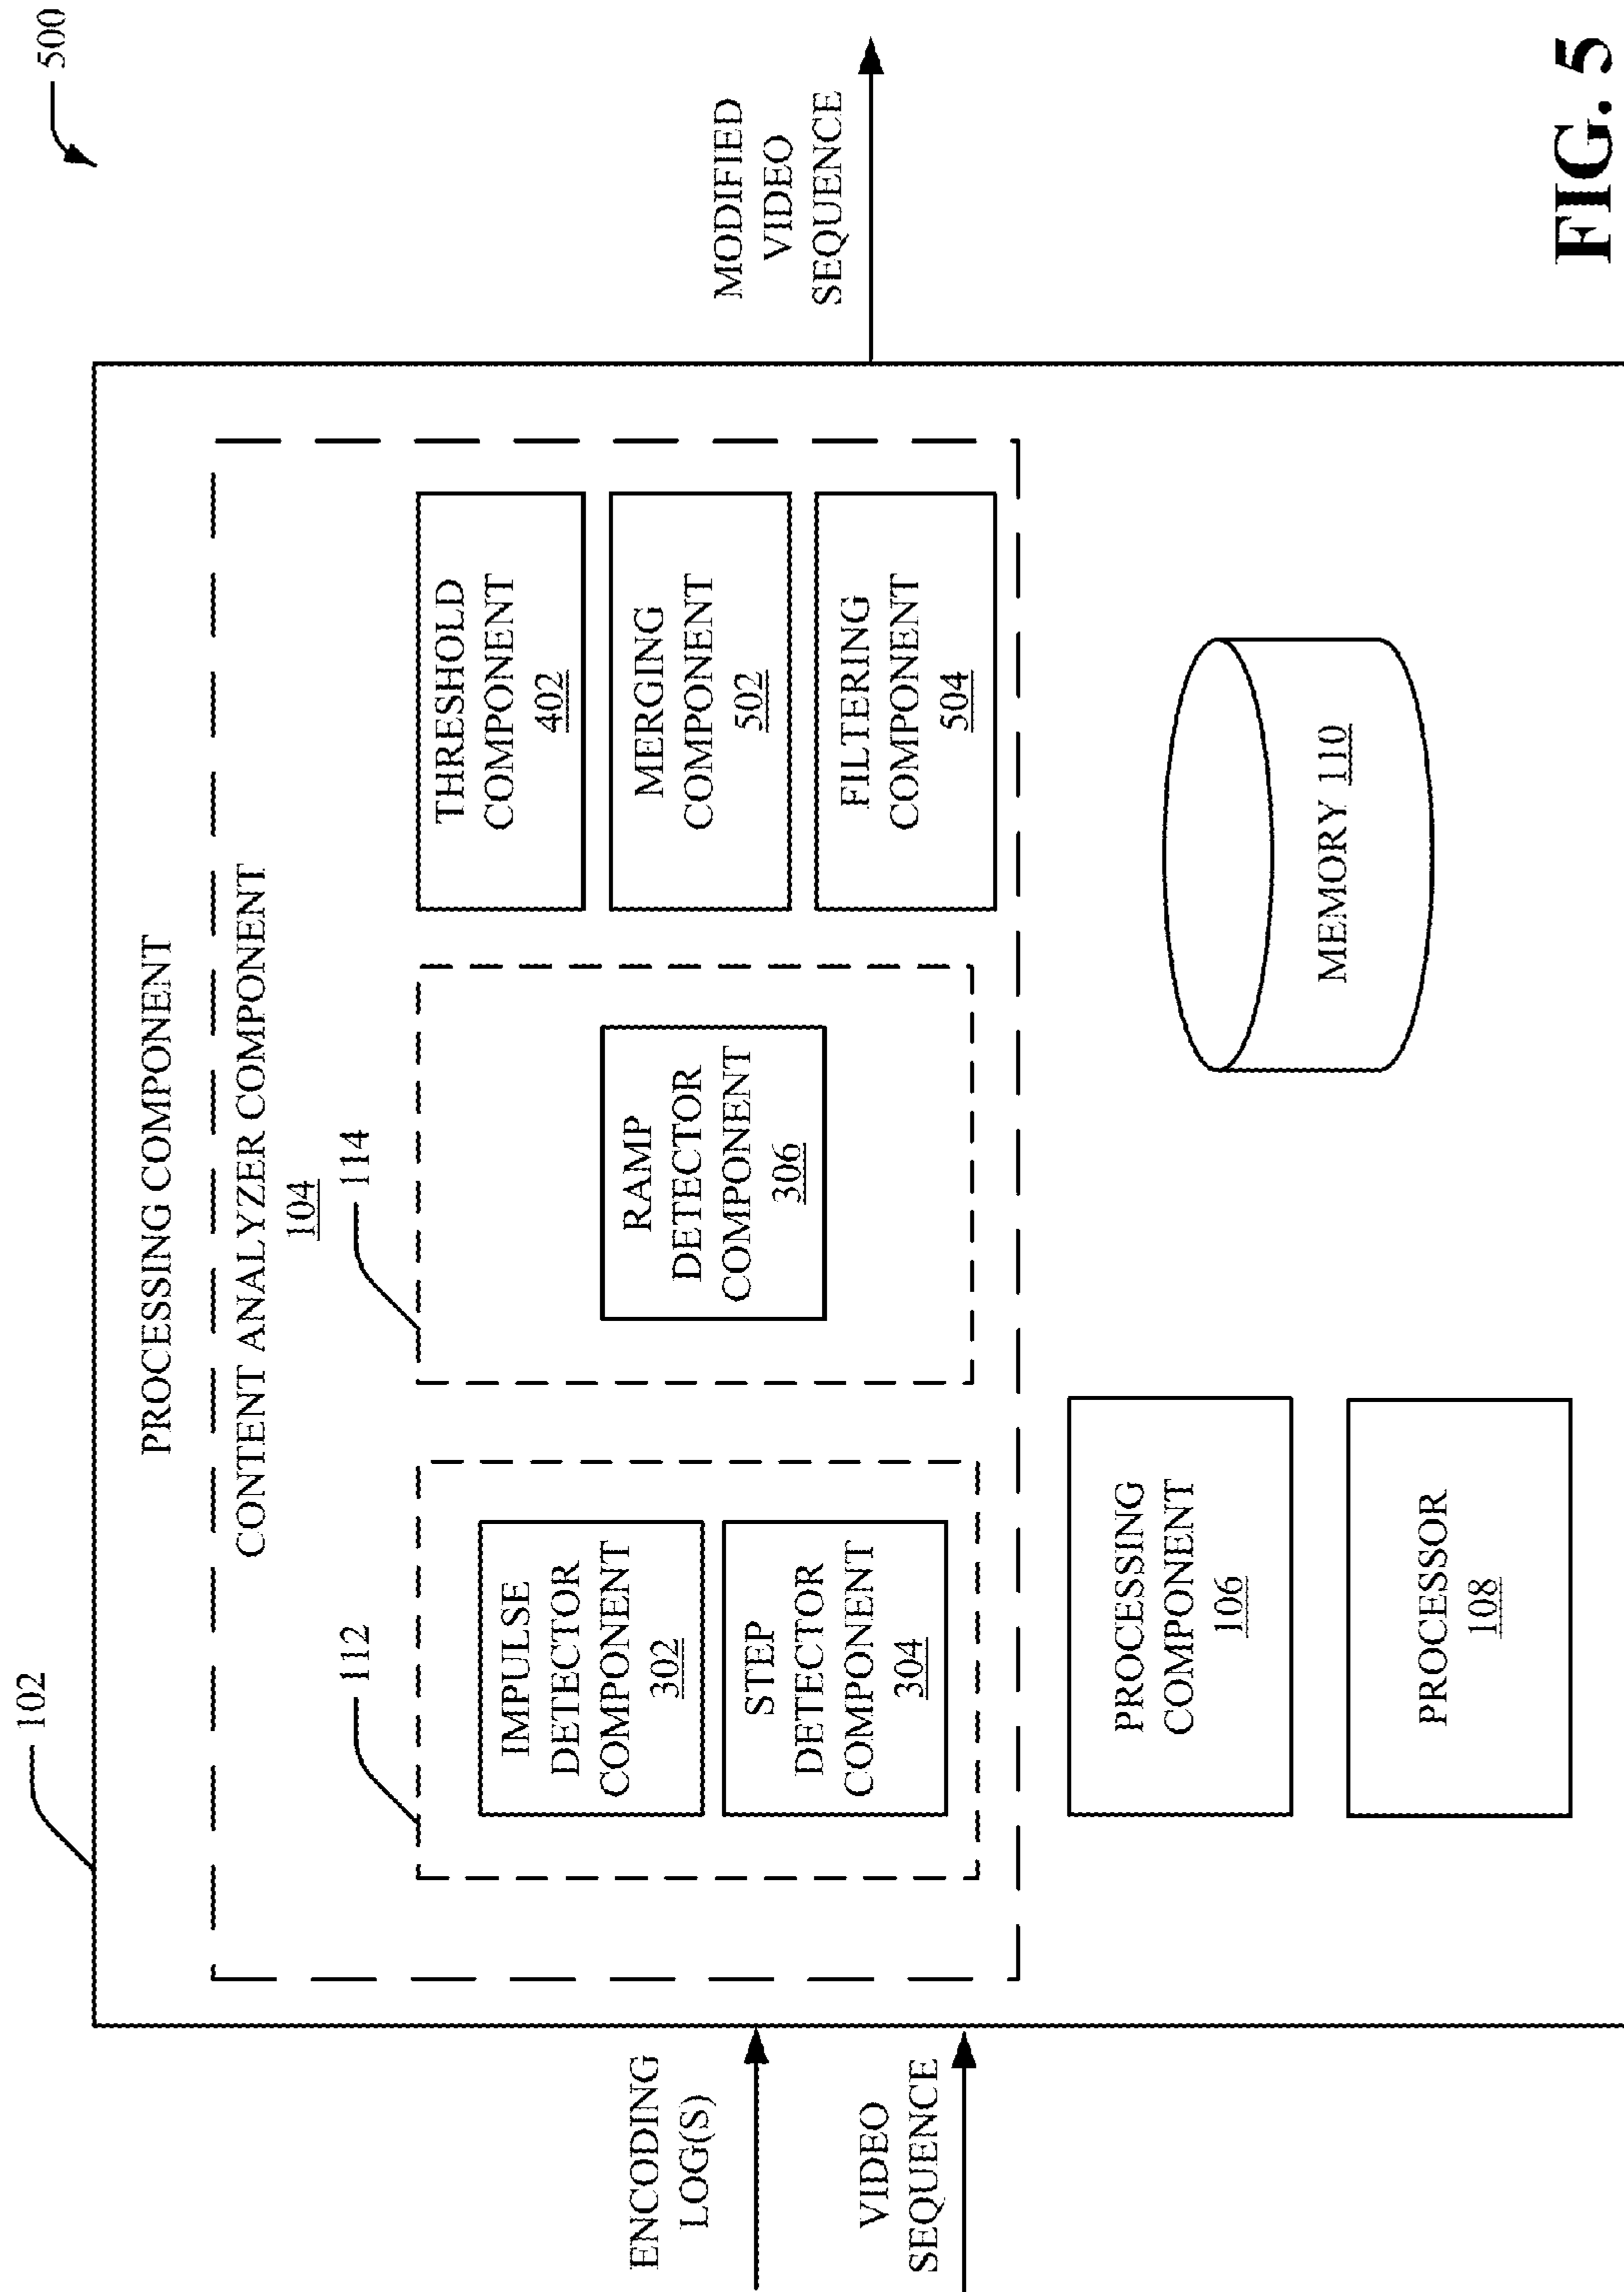 500
102
PROCESSING COMPONENT
CONTENT ANALYZER COMPONENT
104
112
114
IMPULSE
DETECTOR
COMPONENT
302
STEP
DETECTOR
COMPONENT
304
RAMP
DETECTOR
COMPONENT
306
THRESHOLD
COMPONENT
402
MERGING
COMPONENT
502
FILTERING
COMPONENT
504
ENCODING
LOG(S)
VIDEO
SEQUENCE
MODIFIED
VIDEO
SEQUENCE
PROCESSING
COMPONENT
106
PROCESSOR
108
MEMORY 110
FIG. 5